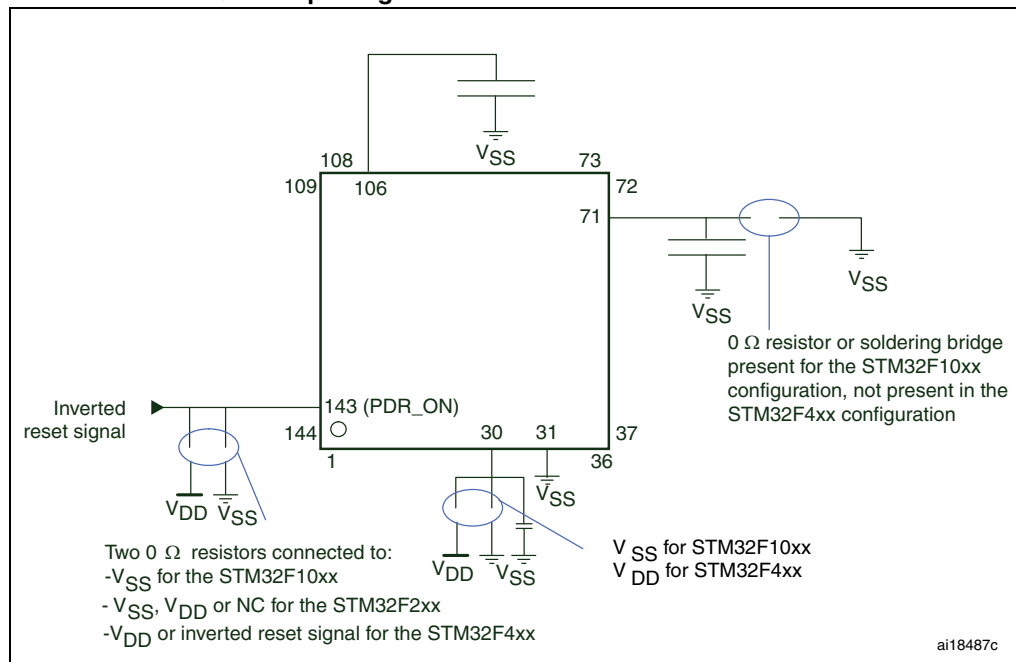 VSS
108
73
109
106
72
71
VSS
VSS
0 Ω resistor or soldering bridge
present for the STM32F10xx
configuration, not present in the
STM32F4xx configuration
Inverted
reset signal
143 (PDR_ON)
144
1
30
31
37
36
VDD
VSS
VSS
VDD
VSS
Two 0 Ω resistors connected to:
-VSS for the STM32F10xx
- VSS, VDD or NC for the STM32F2xx
-VDD or inverted reset signal for the STM32F4xx
VSS for STM32F10xx
VDD for STM32F4xx
ai18487c